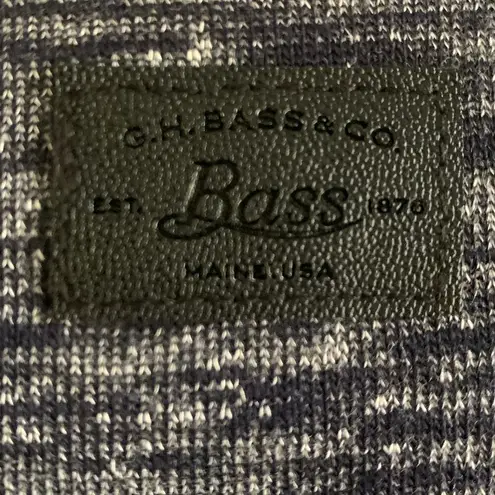 G.H. BASS & CO.
EST. Bass 1876
MAINE, USA